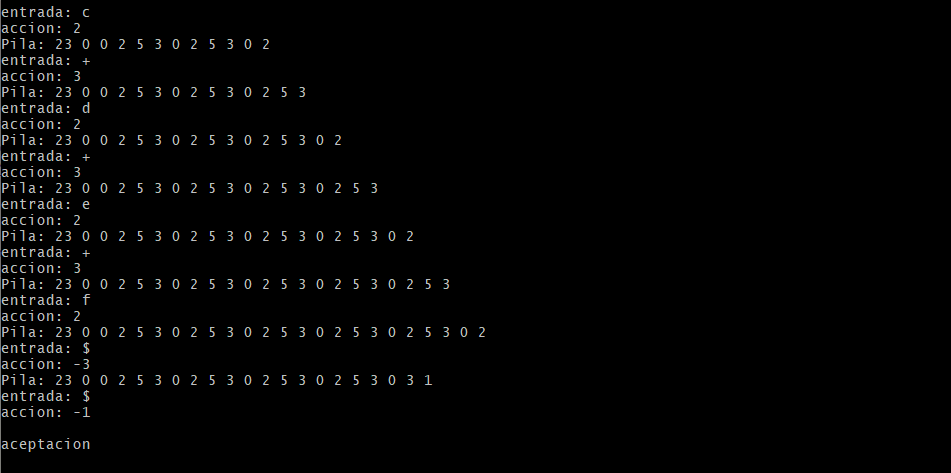 entrada: c
accion: 2
Pila: 23 0 0 2 5 3 0 2 5 3 0 2
entrada: +
accion: 3
Pila: 23 0 0 2 5 3 0 2 5 3 0 2 5 3
entrada: d
accion: 2
Pila: 23 0 0 2 5 3 0 2 5 3 0 2 5 3 0 2
entrada: +
accion: 3
Pila: 23 0 0 2 5 3 0 2 5 3 0 2 5 3 0 2 5 3
entrada: e
accion: 2
Pila: 23 0 0 2 5 3 0 2 5 3 0 2 5 3 0 2 5 3 0 2
entrada: +
accion: 3
Pila: 23 0 0 2 5 3 0 2 5 3 0 2 5 3 0 2 5 3 0 2 5 3
entrada: f
accion: 2
Pila: 23 0 0 2 5 3 0 2 5 3 0 2 5 3 0 2 5 3 0 2 5 3 0 2
entrada: $
accion: -3
Pila: 23 0 0 2 5 3 0 2 5 3 0 2 5 3 0 2 5 3 0 3 1
entrada: $
accion: -1
aceptacion